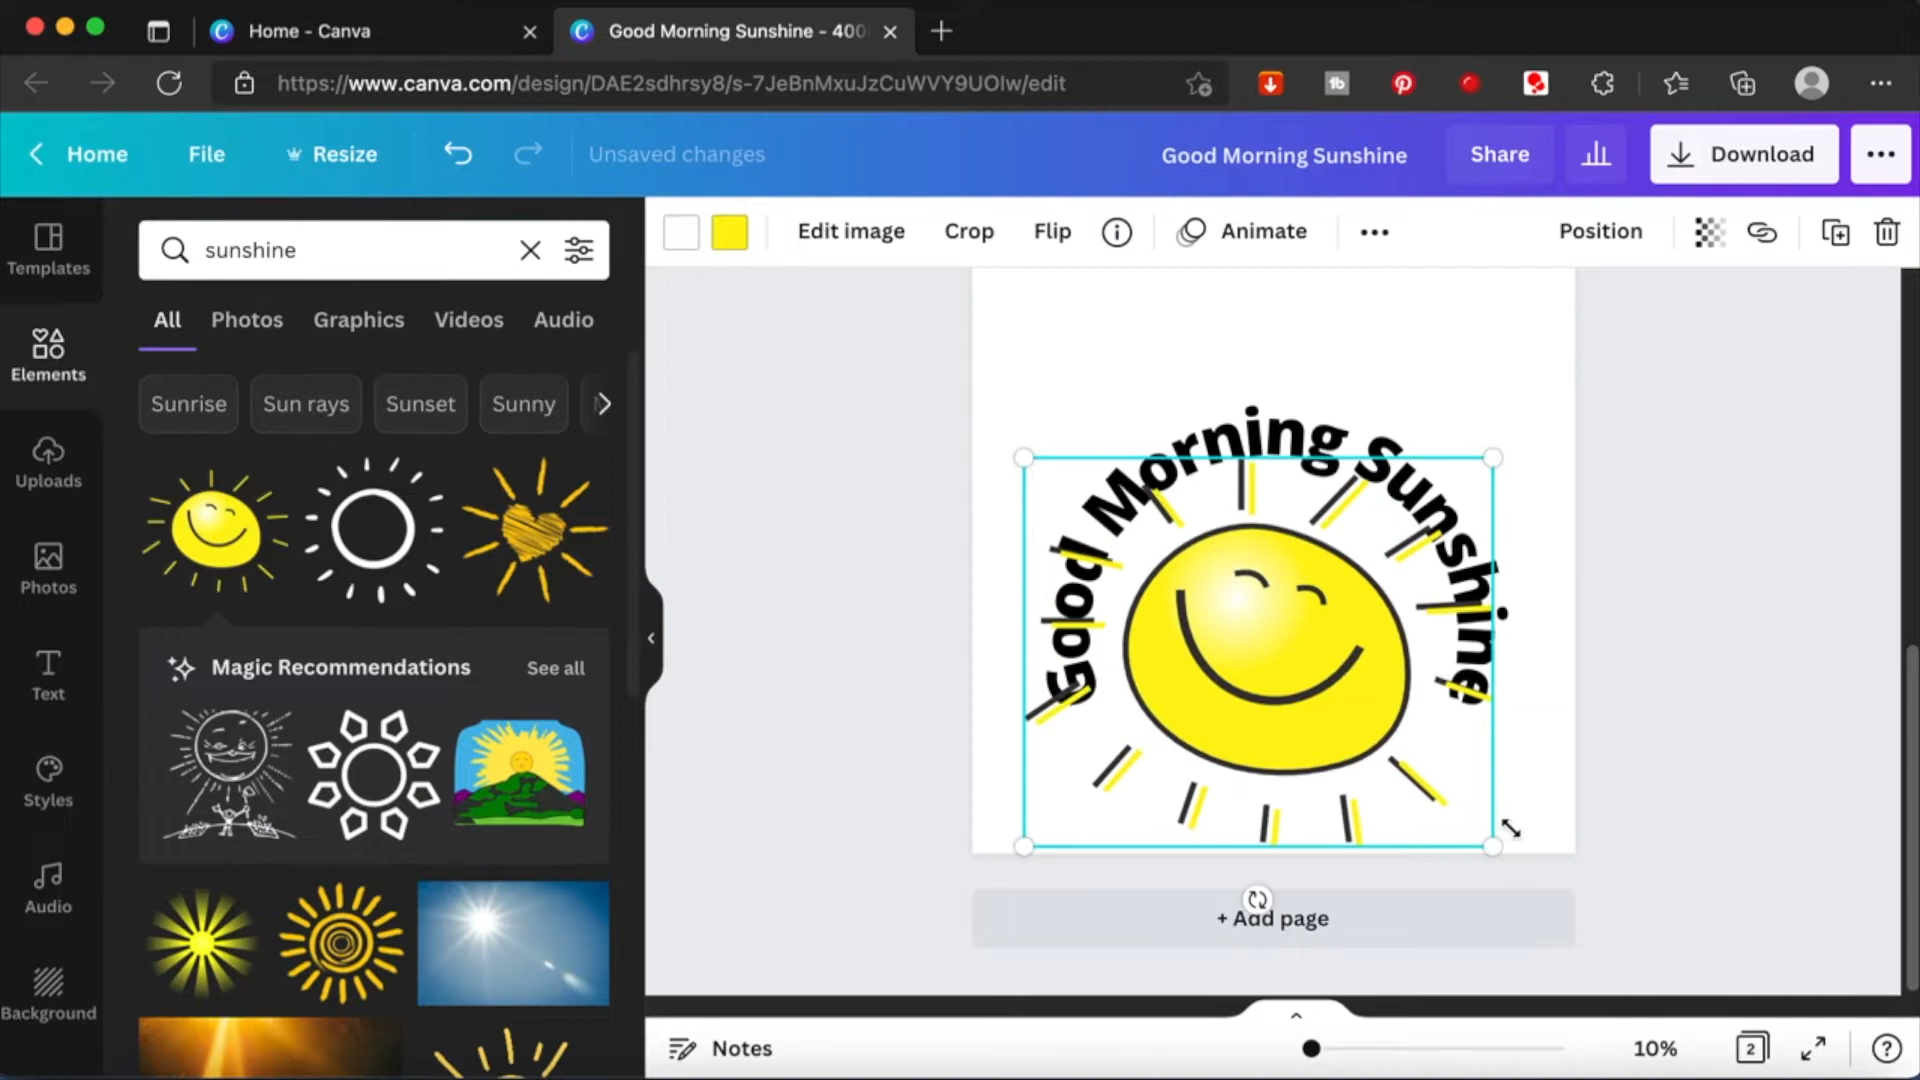 Home - Canva
Good Morning Sunshine - 400
https://www.canva.com/design/DAE2sdhrsy8/s-7JeBnMxuJzCuWVY9UOIw/edit
Home
File
Resize
Unsaved changes
Good Morning Sunshine
Share
Download
Templates
Elements
Uploads
Photos
Text
Styles
Audio
Background
sunshine
All
Photos
Graphics
Videos
Audio
Sunrise
Sun rays
Sunset
Sunny
Magic Recommendations
See all
Edit image
Crop
Flip
Animate
Position
Good Morning Sunshine
+ Add page
Notes
10%
2